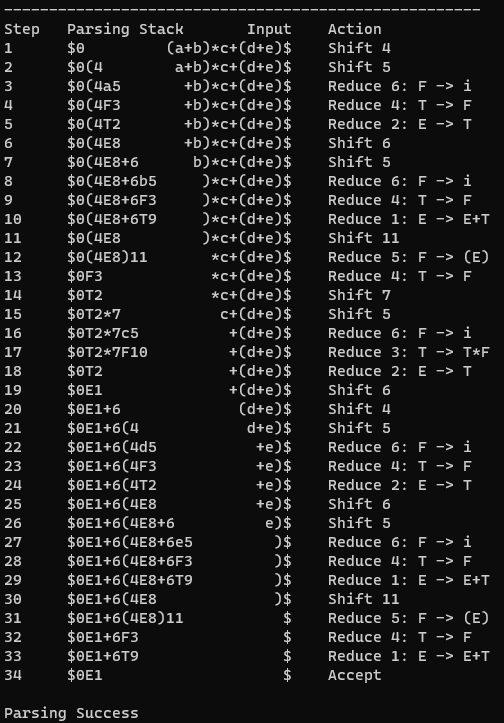 -----------------------------------------------------
Step   Parsing Stack       Input    Action
1      $0         (a+b)*c+(d+e)$    Shift 4
2      $0(4        a+b)*c+(d+e)$    Shift 5
3      $0(4a5       +b)*c+(d+e)$    Reduce 6: F -> i
4      $0(4F3       +b)*c+(d+e)$    Reduce 4: T -> F
5      $0(4T2       +b)*c+(d+e)$    Reduce 2: E -> T
6      $0(4E8       +b)*c+(d+e)$    Shift 6
7      $0(4E8+6      b)*c+(d+e)$    Shift 5
8      $0(4E8+6b5     )*c+(d+e)$    Reduce 6: F -> i
9      $0(4E8+6F3     )*c+(d+e)$    Reduce 4: T -> F
10     $0(4E8+6T9     )*c+(d+e)$    Reduce 1: E -> E+T
11     $0(4E8         )*c+(d+e)$    Shift 11
12     $0(4E8)11       *c+(d+e)$    Reduce 5: F -> (E)
13     $0F3            *c+(d+e)$    Reduce 4: T -> F
14     $0T2            *c+(d+e)$    Shift 7
15     $0T2*7           c+(d+e)$    Shift 5
16     $0T2*7c5          +(d+e)$    Reduce 6: F -> i
17     $0T2*7F10         +(d+e)$    Reduce 3: T -> T*F
18     $0T2              +(d+e)$    Reduce 2: E -> T
19     $0E1              +(d+e)$    Shift 6
20     $0E1+6             (d+e)$    Shift 4
21     $0E1+6(4            d+e)$    Shift 5
22     $0E1+6(4d5           +e)$    Reduce 6: F -> i
23     $0E1+6(4F3           +e)$    Reduce 4: T -> F
24     $0E1+6(4T2           +e)$    Reduce 2: E -> T
25     $0E1+6(4E8           +e)$    Shift 6
26     $0E1+6(4E8+6          e)$    Shift 5
27     $0E1+6(4E8+6e5         )$    Reduce 6: F -> i
28     $0E1+6(4E8+6F3         )$    Reduce 4: T -> F
29     $0E1+6(4E8+6T9         )$    Reduce 1: E -> E+T
30     $0E1+6(4E8             )$    Shift 11
31     $0E1+6(4E8)11           $    Reduce 5: F -> (E)
32     $0E1+6F3                $    Reduce 4: T -> F
33     $0E1+6T9                $    Reduce 1: E -> E+T
34     $0E1                    $    Accept
Parsing Success